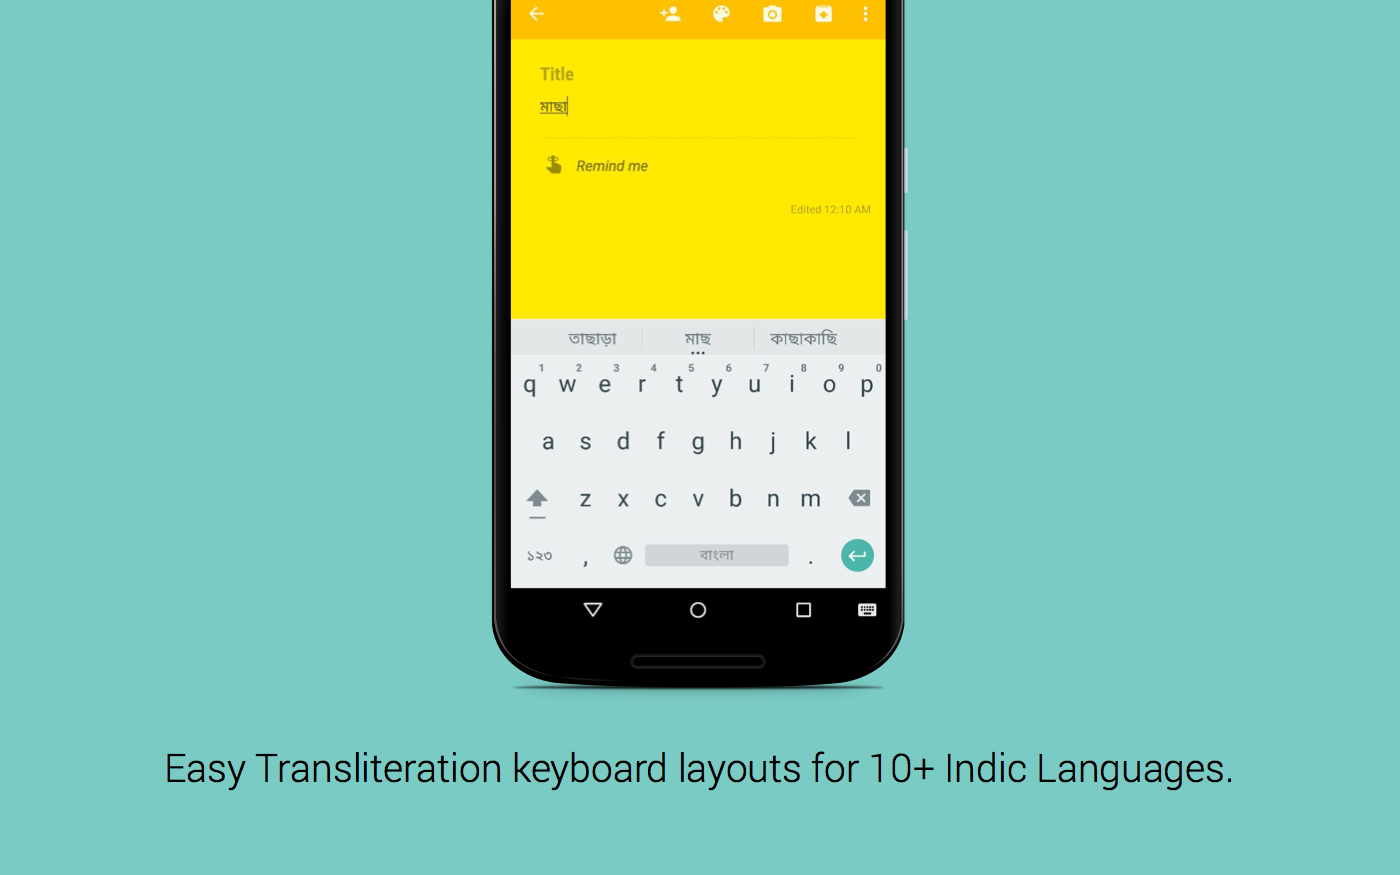 Title
মাছা
Remind me
Edited 12:10 AM
তাছাড়া মাছ কাছাকাছি
1 2 3 4 5 6 7 8 9 0
q w e r t y u i o p
a s d f g h j k l
z x c v b n m
১২৩ , বাংলা .
Easy Transliteration keyboard layouts for 10+ Indic Languages.